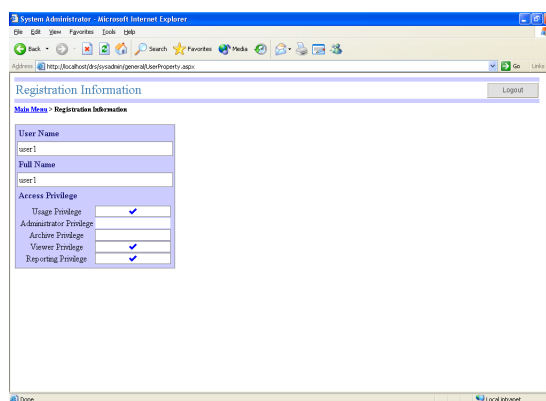 System Administrator - Microsoft Internet Explorer
File Edit View Favorites Tools Help
Back Search Favorites Media
Address http://localhost/drs/sysadmin/general/UserProperty.aspx Go Links
Registration Information Logout
Main Menu > Registration Information
User Name
user1
Full Name
user1
Access Privilege
Usage Privilege
Administrator Privilege
Archive Privilege
Viewer Privilege
Reporting Privilege
Done Local intranet